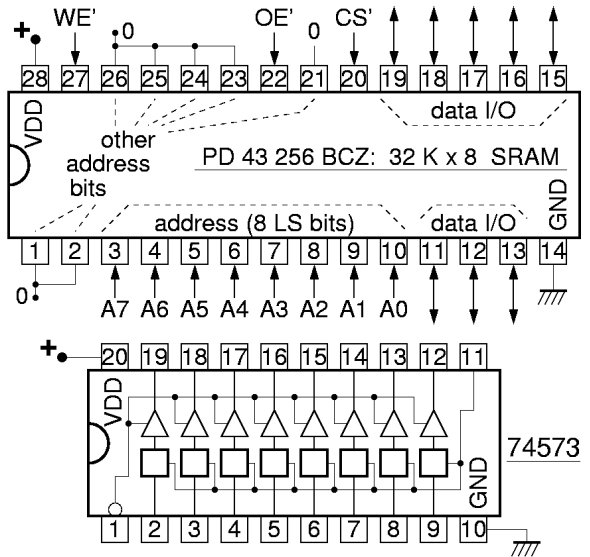 + WE’ 0 OE’ 0 CS’
28 27 26 25 24 23 22 21 20 19 18 17 16 15
VDD
data I/O
other
address
bits
PD 43 256 BCZ: 32 K x 8 SRAM
GND
address (8 LS bits) data I/O
1 2 3 4 5 6 7 8 9 10 11 12 13 14
0
A7 A6 A5 A4 A3 A2 A1 A0
+
20 19 18 17 16 15 14 13 12 11
VDD
74573
GND
1 2 3 4 5 6 7 8 9 10